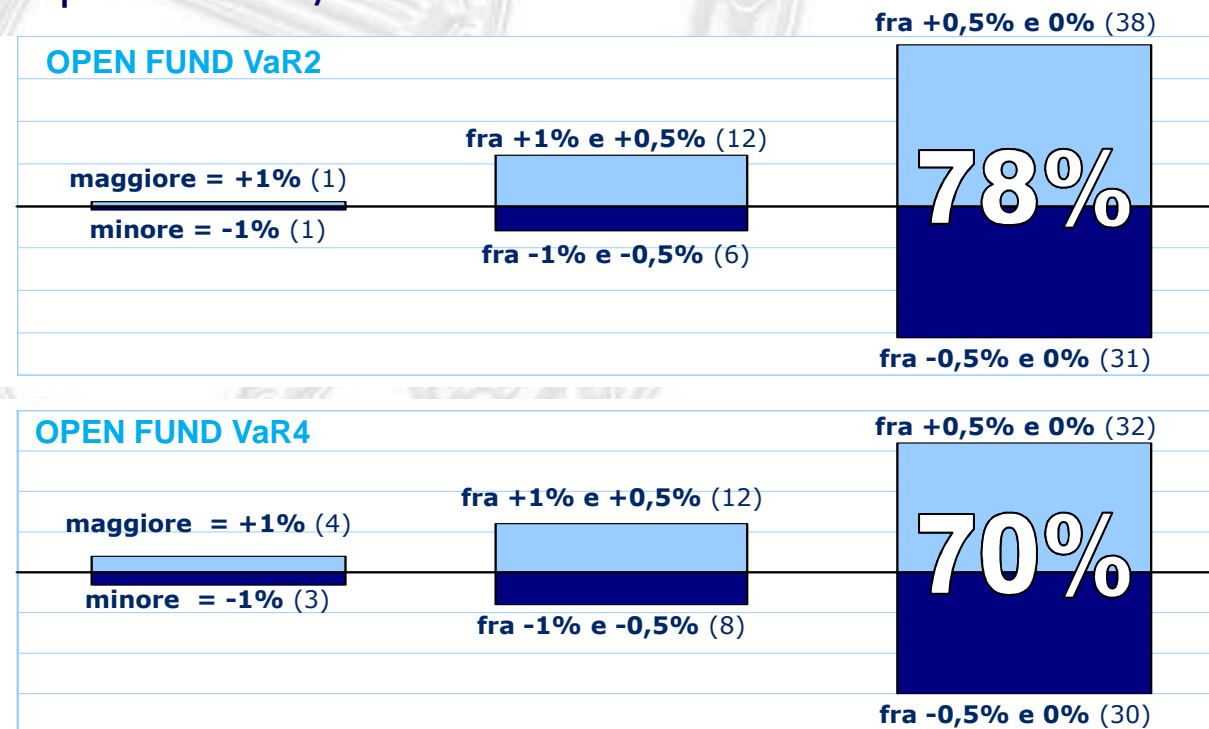 fra +0,5% e 0% (38)
OPEN FUND VaR2
fra +1% e +0,5% (12)
78%
maggiore = +1% (1)
minore = -1% (1)
fra -1% e -0,5% (6)
fra -0,5% e 0% (31)
OPEN FUND VaR4
fra +0,5% e 0% (32)
fra +1% e +0,5% (12)
70%
maggiore = +1% (4)
minore = -1% (3)
fra -1% e -0,5% (8)
fra -0,5% e 0% (30)